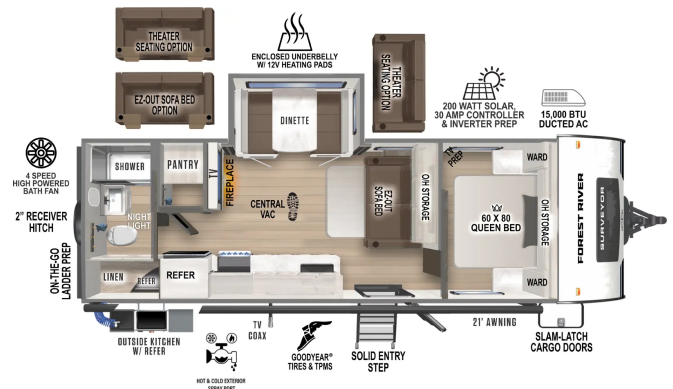 THEATER
SEATING OPTION
EZ-OUT SOFA BED
OPTION
ENCLOSED UNDERBELLY
W/ 12V HEATING PADS
THEATER
SEATING OPTION
200 WATT SOLAR,
30 AMP CONTROLLER
& INVERTER PREP
15,000 BTU
DUCTED AC
4 SPEED
HIGH POWERED
BATH FAN
2" RECEIVER
HITCH
ON-THE-GO
LADDER PREP
SHOWER
PANTRY
TV
FIREPLACE
DINETTE
NIGHT
LIGHT
CENTRAL
VAC
EZ-OUT
SOFA BED
O/H STORAGE
TV
PREP
WARD
60 X 80
QUEEN BED
O/H STORAGE
WARD
FOREST RIVER
SURVEYOR
LINEN
REFER
REFER
OUTSIDE KITCHEN
W/ REFER
TV
COAX
21' AWNING
HOT & COLD EXTERIOR
SPRAY PORT
GOODYEAR®
TIRES & TPMS
SOLID ENTRY
STEP
SLAM-LATCH
CARGO DOORS